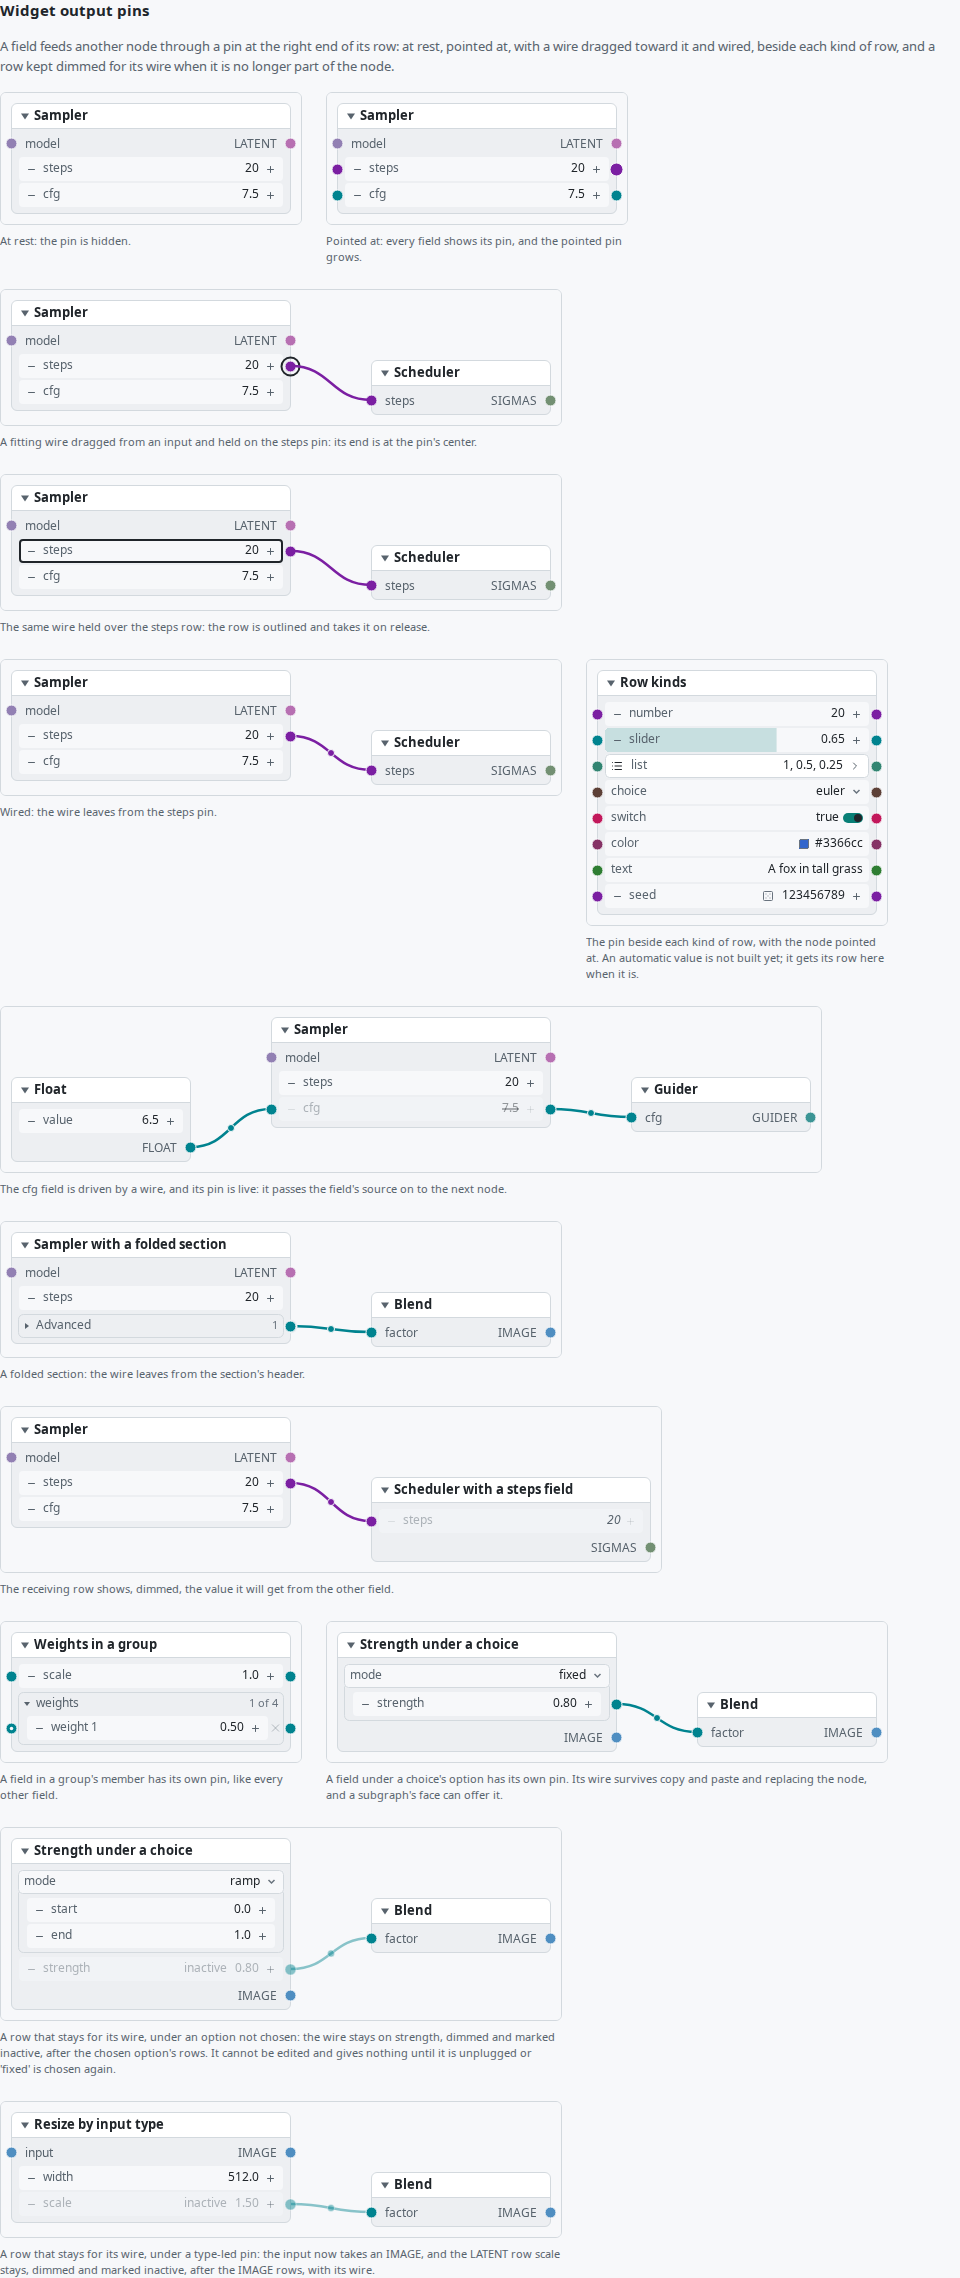 Widget output pins
A field feeds another node through a pin at the right end of its row: at rest, pointed at, with a wire dragged toward it and wired, beside each kind of row, and a
row kept dimmed for its wire when it is no longer part of the node.
Sampler
model LATENT
– steps 20 +
– cfg 7.5 +
At rest: the pin is hidden.
Sampler
model LATENT
– steps 20 +
– cfg 7.5 +
Pointed at: every field shows its pin, and the pointed pin
grows.
Sampler
model LATENT
– steps 20 +
– cfg 7.5 +
Scheduler
steps SIGMAS
A fitting wire dragged from an input and held on the steps pin: its end is at the pin's center.
Sampler
model LATENT
– steps 20 +
– cfg 7.5 +
Scheduler
steps SIGMAS
The same wire held over the steps row: the row is outlined and takes it on release.
Sampler
model LATENT
– steps 20 +
– cfg 7.5 +
Scheduler
steps SIGMAS
Wired: the wire leaves from the steps pin.
Row kinds
– number 20 +
– slider 0.65 +
list 1, 0.5, 0.25
choice euler
switch true
color #3366cc
text A fox in tall grass
– seed 123456789 +
The pin beside each kind of row, with the node pointed
at. An automatic value is not built yet; it gets its row here
when it is.
Float
– value 6.5 +
FLOAT
Sampler
model LATENT
– steps 20 +
– cfg 7.5 +
Guider
cfg GUIDER
The cfg field is driven by a wire, and its pin is live: it passes the field's source on to the next node.
Sampler with a folded section
model LATENT
– steps 20 +
Advanced 1
Blend
factor IMAGE
A folded section: the wire leaves from the section's header.
Sampler
model LATENT
– steps 20 +
– cfg 7.5 +
Scheduler with a steps field
– steps 20 +
SIGMAS
The receiving row shows, dimmed, the value it will get from the other field.
Weights in a group
– scale 1.0 +
weights 1 of 4
– weight 1 0.50 + ×
A field in a group's member has its own pin, like every
other field.
Strength under a choice
mode fixed
– strength 0.80 +
IMAGE
Blend
factor IMAGE
A field under a choice's option has its own pin. Its wire survives copy and paste and replacing the node,
and a subgraph's face can offer it.
Strength under a choice
mode ramp
– start 0.0 +
– end 1.0 +
– strength inactive 0.80 +
IMAGE
Blend
factor IMAGE
A row that stays for its wire, under an option not chosen: the wire stays on strength, dimmed and marked
inactive, after the chosen option's rows. It cannot be edited and gives nothing until it is unplugged or
'fixed' is chosen again.
Resize by input type
input IMAGE
– width 512.0 +
– scale inactive 1.50 +
Blend
factor IMAGE
A row that stays for its wire, under a type-led pin: the input now takes an IMAGE, and the LATENT row scale
stays, dimmed and marked inactive, after the IMAGE rows, with its wire.